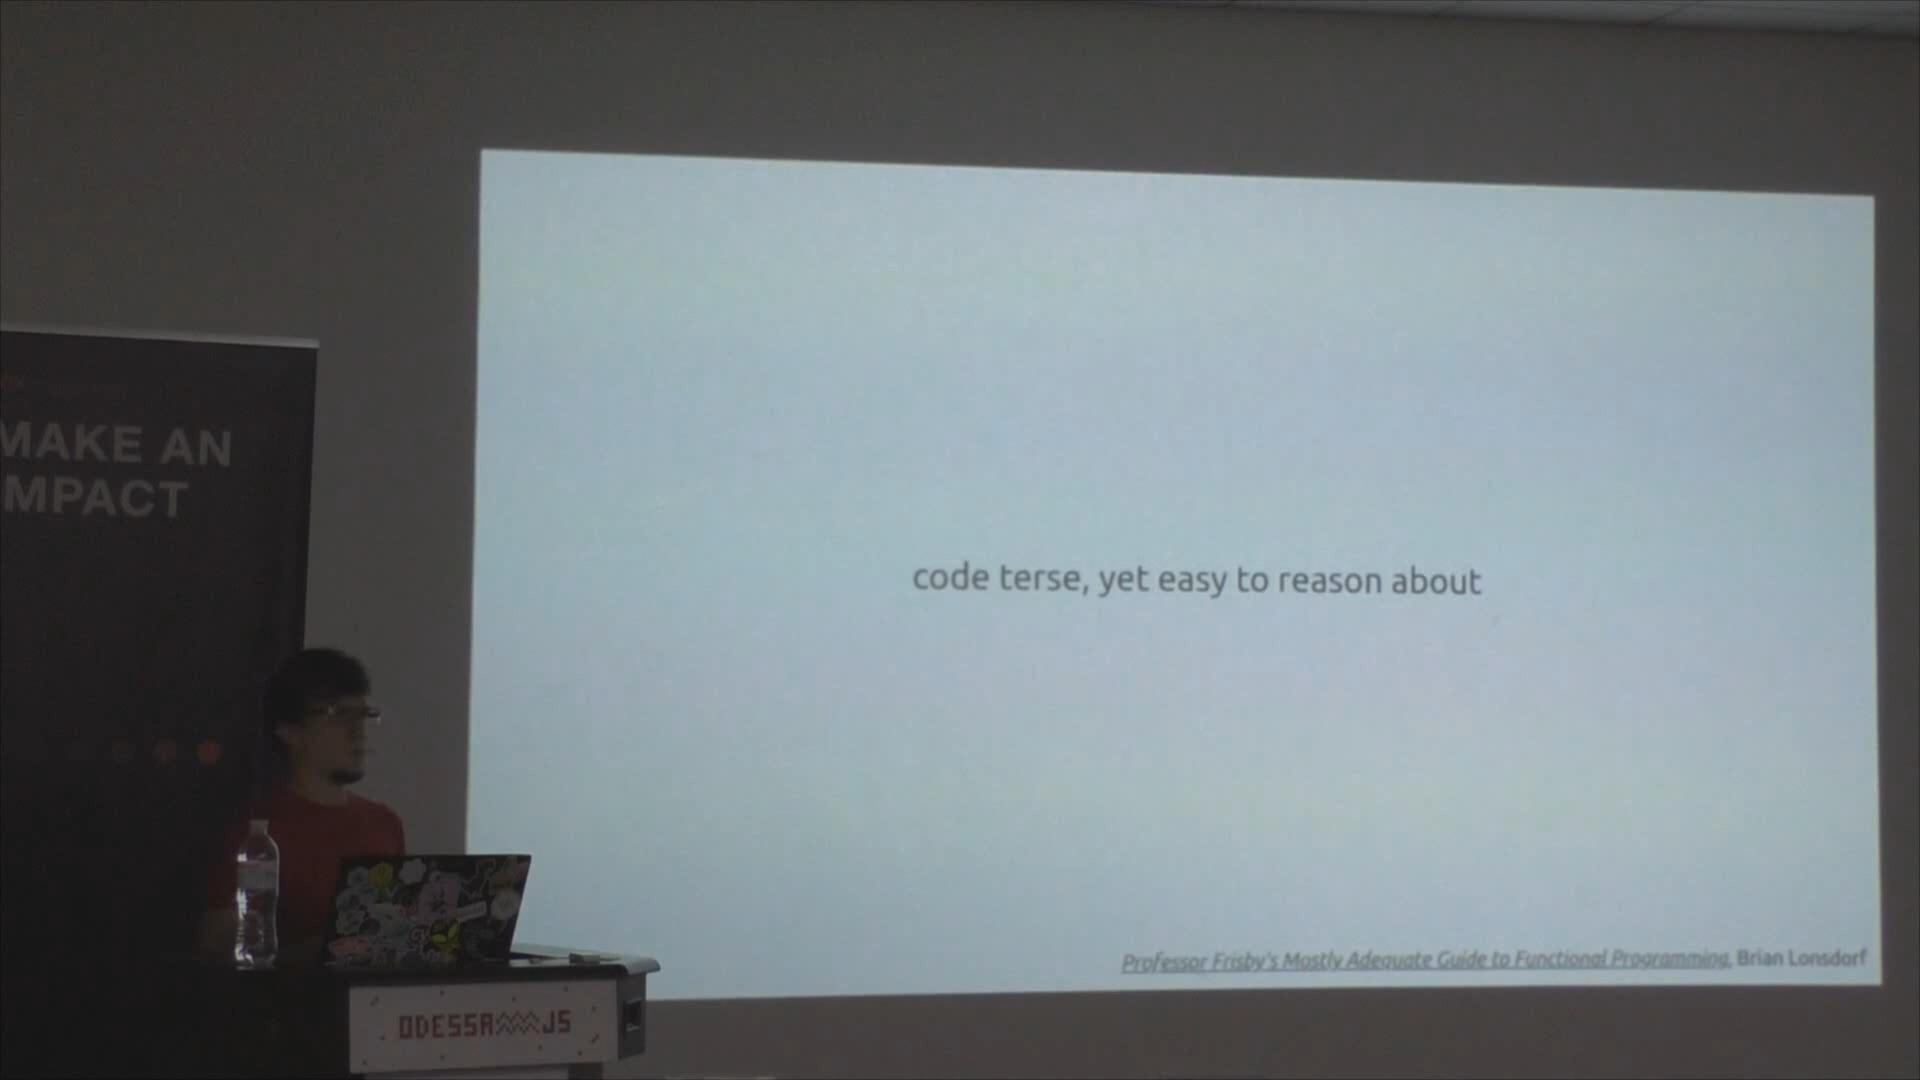 MAKE AN
MPACT
code terse, yet easy to reason about
Professor Frisby's Mostly Adequate Guide to Functional Programming, Brian Lonsdorf
ODESSA JS